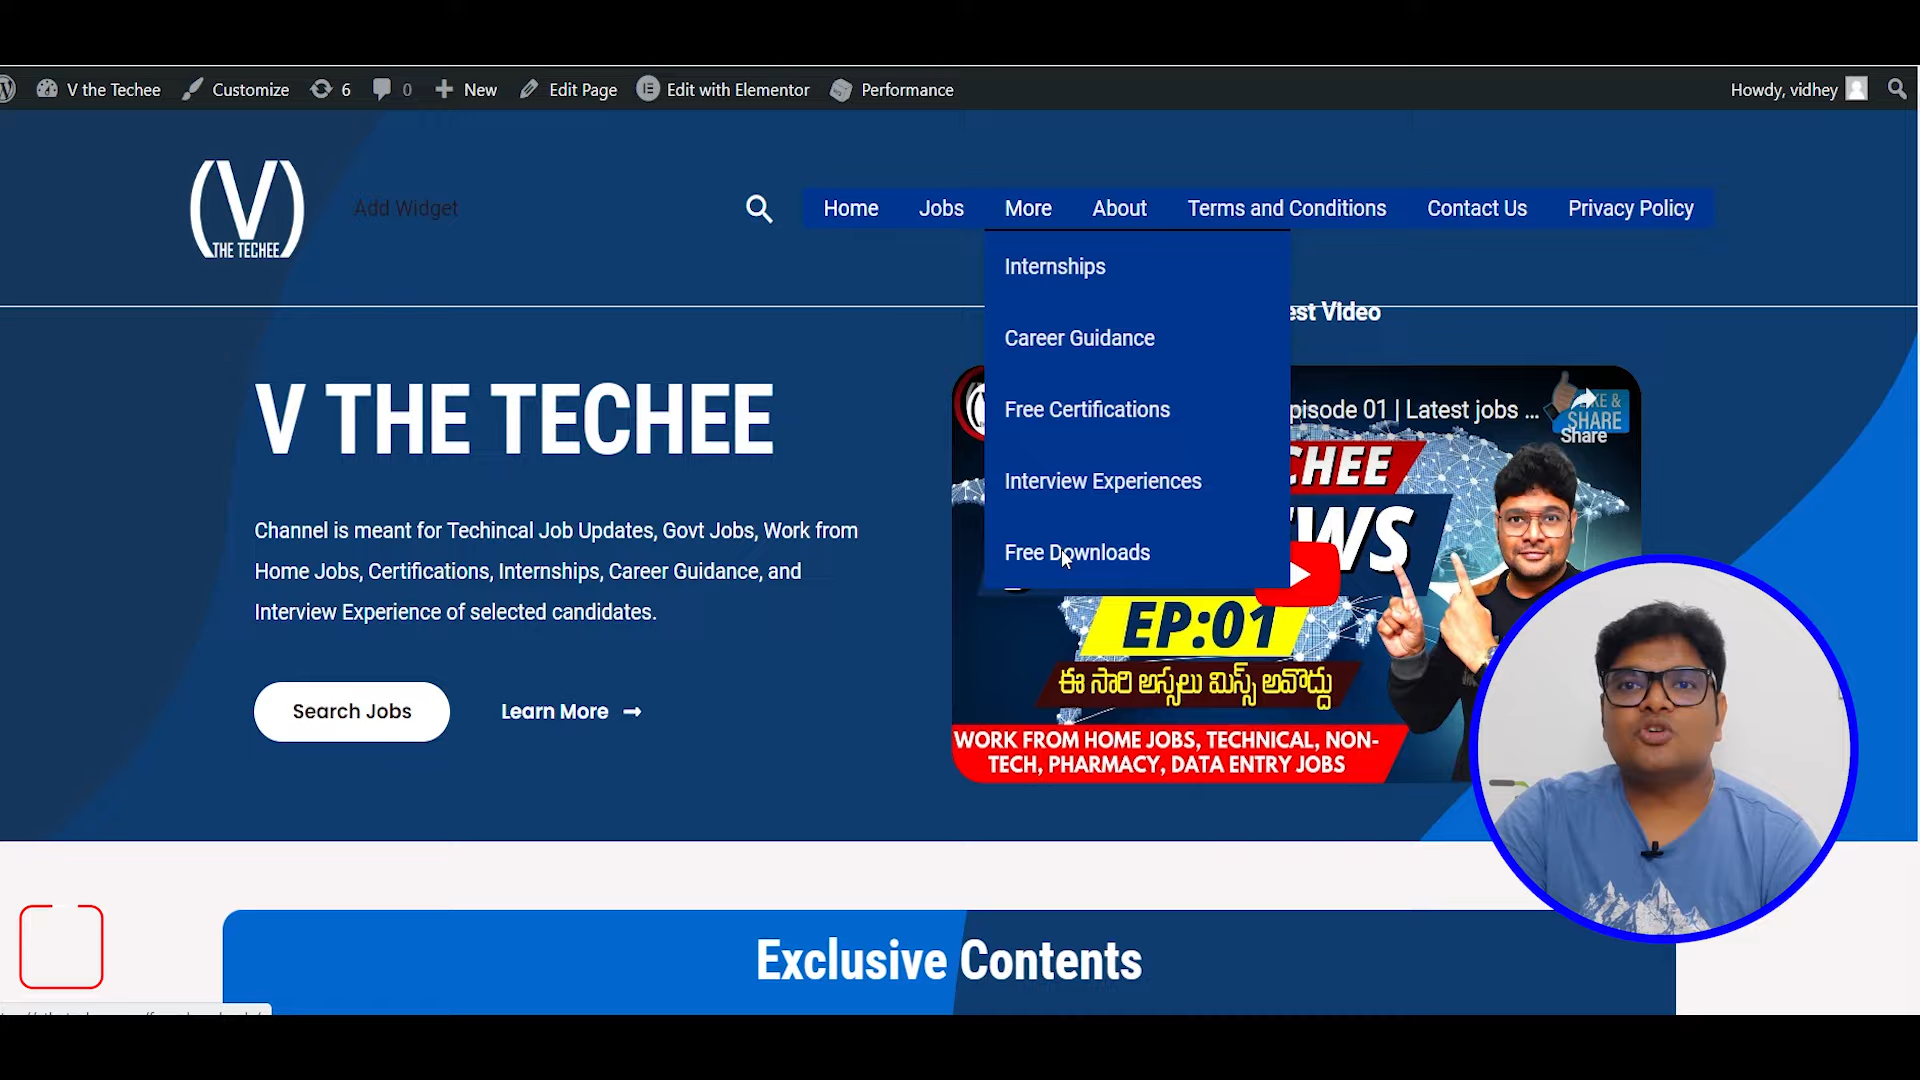 V the Techee Customize 6 0 New Edit Page Edit with Elementor Performance Howdy, vidhey
V
THE TECHEE
Add Widget
Home Jobs More About Terms and Conditions Contact Us Privacy Policy
Internships
Career Guidance
Free Certifications
Interview Experiences
Free Downloads
est Video
V THE TECHEE
Channel is meant for Techincal Job Updates, Govt Jobs, Work from
Home Jobs, Certifications, Internships, Career Guidance, and
Interview Experience of selected candidates.
Search Jobs Learn More
pisode 01 | Latest jobs ...
KE &
SHARE
Share
CHEE
EWS
EP:01
ఈ సారి అస్సలు మిస్స్ అవొద్దు
WORK FROM HOME JOBS, TECHNICAL, NON-
TECH, PHARMACY, DATA ENTRY JOBS
Exclusive Contents